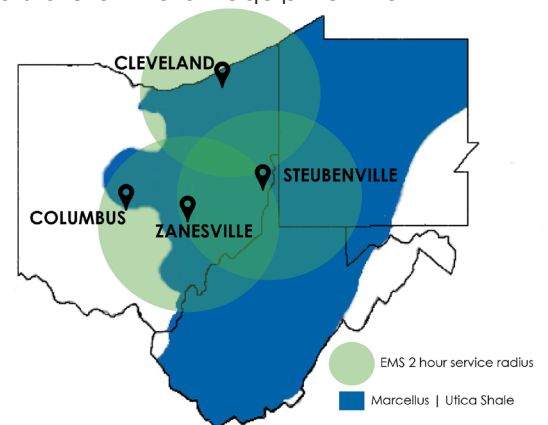 CLEVELAND
STEUBENVILLE
COLUMBUS
ZANESVILLE
EMS 2 hour service radius
Marcellus | Utica Shale